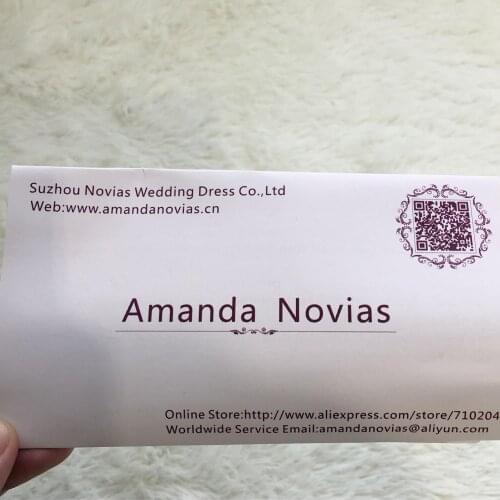 Suzhou Novias Wedding Dress Co.,Ltd
Web:www.amandanovias.cn
Amanda Novias
Online Store:http://www.aliexpress.com/store/710204
Worldwide Service Email:amandanovias@aliyun.com